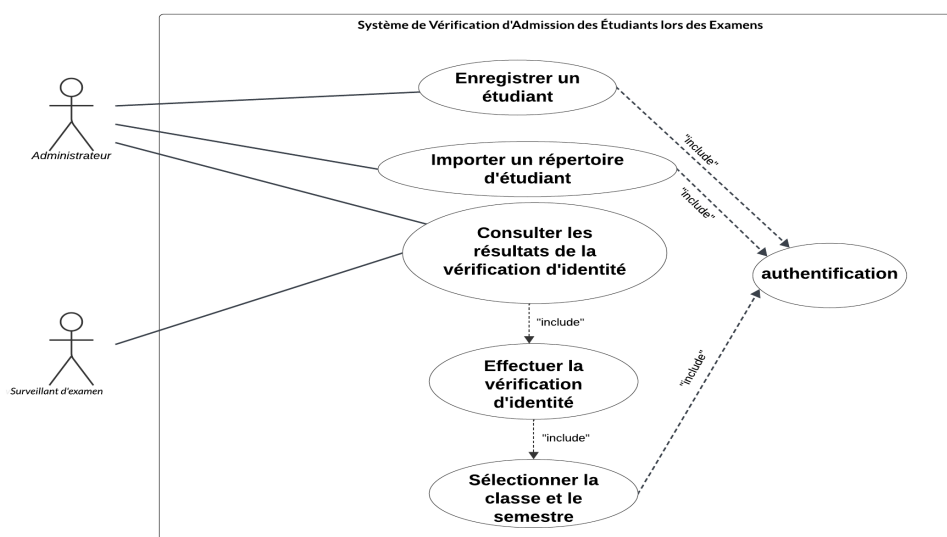 Système de Vérification d'Admission des Étudiants lors des Examens
Enregistrer un
étudiant
Administrateur
"include"
Importer un répertoire
d'étudiant
"include"
Consulter les
résultats de la
vérification d'identité
authentification
"include"
Surveillant d'examen
Effectuer la
vérification
d'identité
"include"
"include"
Sélectionner la
classe et le
semestre